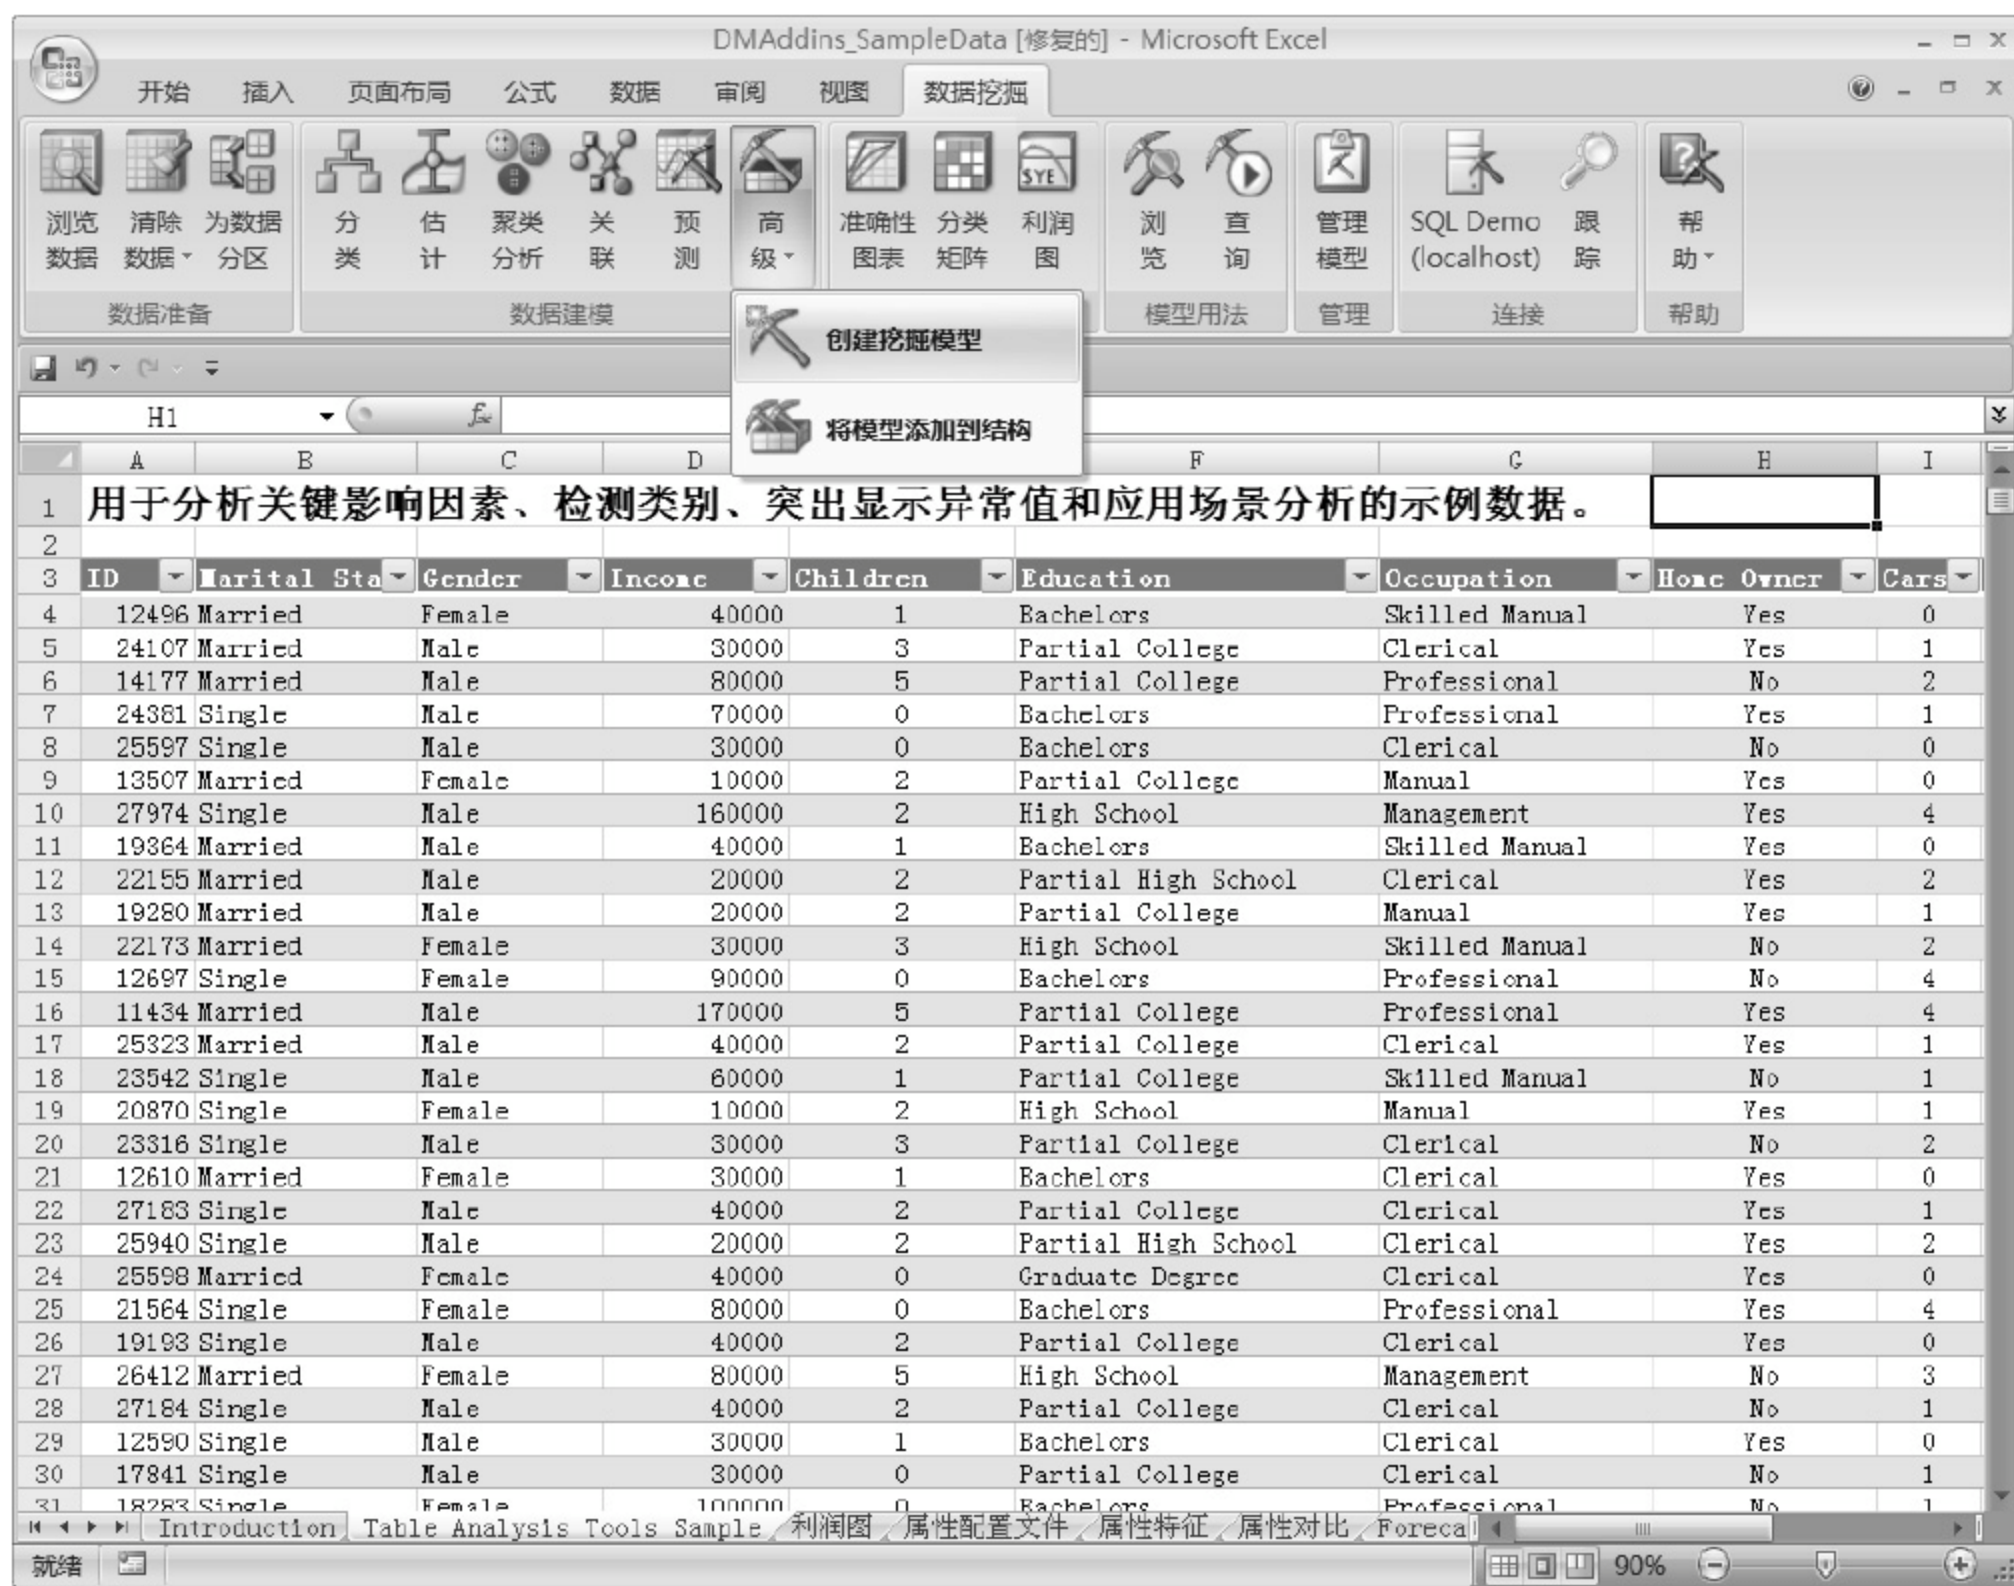 DMAddins_SampleData [修复的] - Microsoft Excel
开始 插入 页面布局 公式 数据 审阅 视图 数据挖掘
浏览数据 清除数据 为数据分区 分类 估计 聚类分析 关联 预测 高级 准确性图表 分类矩阵 利润图 浏览 查询 管理模型 SQL Demo (localhost) 跟踪 帮助
数据准备 数据建模 模型用法 管理 连接 帮助
创建挖掘模型
将模型添加到结构
H1 fx
A B C D F G H I
1 用于分析关键影响因素、检测类别、突出显示异常值和应用场景分析的示例数据。
2
3 ID Marital Sta Gender Income Children Education Occupation Home Owner Cars
4 12496 Married Female 40000 1 Bachelors Skilled Manual Yes 0
5 24107 Married Male 30000 3 Partial College Clerical Yes 1
6 14177 Married Male 80000 5 Partial College Professional No 2
7 24381 Single Male 70000 0 Bachelors Professional Yes 1
8 25597 Single Male 30000 0 Bachelors Clerical No 0
9 13507 Married Female 10000 2 Partial College Manual Yes 0
10 27974 Single Male 160000 2 High School Management Yes 4
11 19364 Married Male 40000 1 Bachelors Skilled Manual Yes 0
12 22155 Married Male 20000 2 Partial High School Clerical Yes 2
13 19280 Married Male 20000 2 Partial College Manual Yes 1
14 22173 Married Female 30000 3 High School Skilled Manual No 2
15 12697 Single Female 90000 0 Bachelors Professional No 4
16 11434 Married Male 170000 5 Partial College Professional Yes 4
17 25323 Married Male 40000 2 Partial College Clerical Yes 1
18 23542 Single Male 60000 1 Partial College Skilled Manual No 1
19 20870 Single Female 10000 2 High School Manual Yes 1
20 23316 Single Male 30000 3 Partial College Clerical No 2
21 12610 Married Female 30000 1 Bachelors Clerical Yes 0
22 27183 Single Male 40000 2 Partial College Clerical Yes 1
23 25940 Single Male 20000 2 Partial High School Clerical Yes 2
24 25598 Married Female 40000 0 Graduate Degree Clerical Yes 0
25 21564 Single Female 80000 0 Bachelors Professional Yes 4
26 19193 Single Male 40000 2 Partial College Clerical Yes 0
27 26412 Married Female 80000 5 High School Management No 3
28 27184 Single Male 40000 2 Partial College Clerical No 1
29 12590 Single Male 30000 1 Bachelors Clerical Yes 0
30 17841 Single Male 30000 0 Partial College Clerical No 1
31 18283 Single Female 100000 0 Bachelors Professional No 1
Introduction Table Analysis Tools Sample 利润图 属性配置文件 属性特征 属性对比 Foreca
就绪 90%